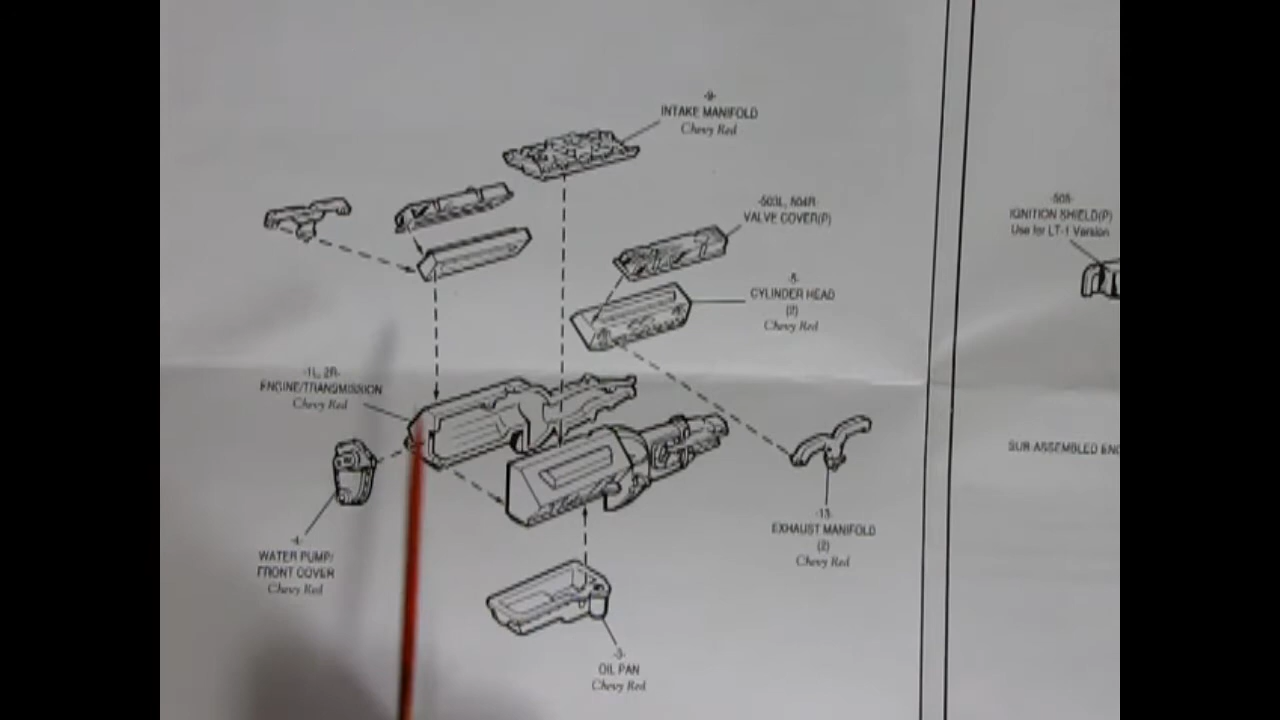 -9-
INTAKE MANIFOLD
Chevy Red
-503L, 504R-
VALVE COVER(P)
-5-
CYLINDER HEAD
(2)
Chevy Red
-1L, 2R-
ENGINE/TRANSMISSION
Chevy Red
-4-
WATER PUMP/
FRONT COVER
Chevy Red
-13-
EXHAUST MANIFOLD
(2)
Chevy Red
-3-
OIL PAN
Chevy Red
-505-
IGNITION SHIELD(P)
Use for LT-1 Version
SUB-ASSEMBLED ENG